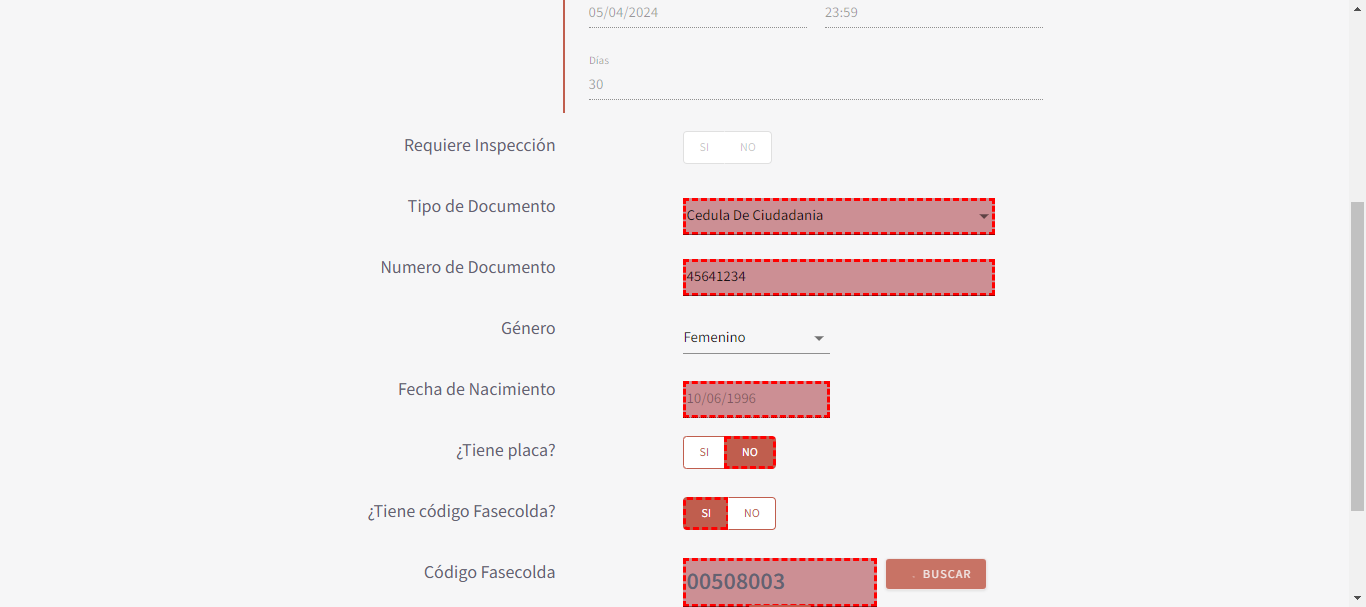 05/04/2024 23:59
Días
30
Requiere Inspección SI NO
Tipo de Documento Cedula De Ciudadania
Numero de Documento 45641234
Género Femenino
Fecha de Nacimiento 10/06/1996
¿Tiene placa? SI NO
¿Tiene código Fasecolda? SI NO
Código Fasecolda 00508003 BUSCAR